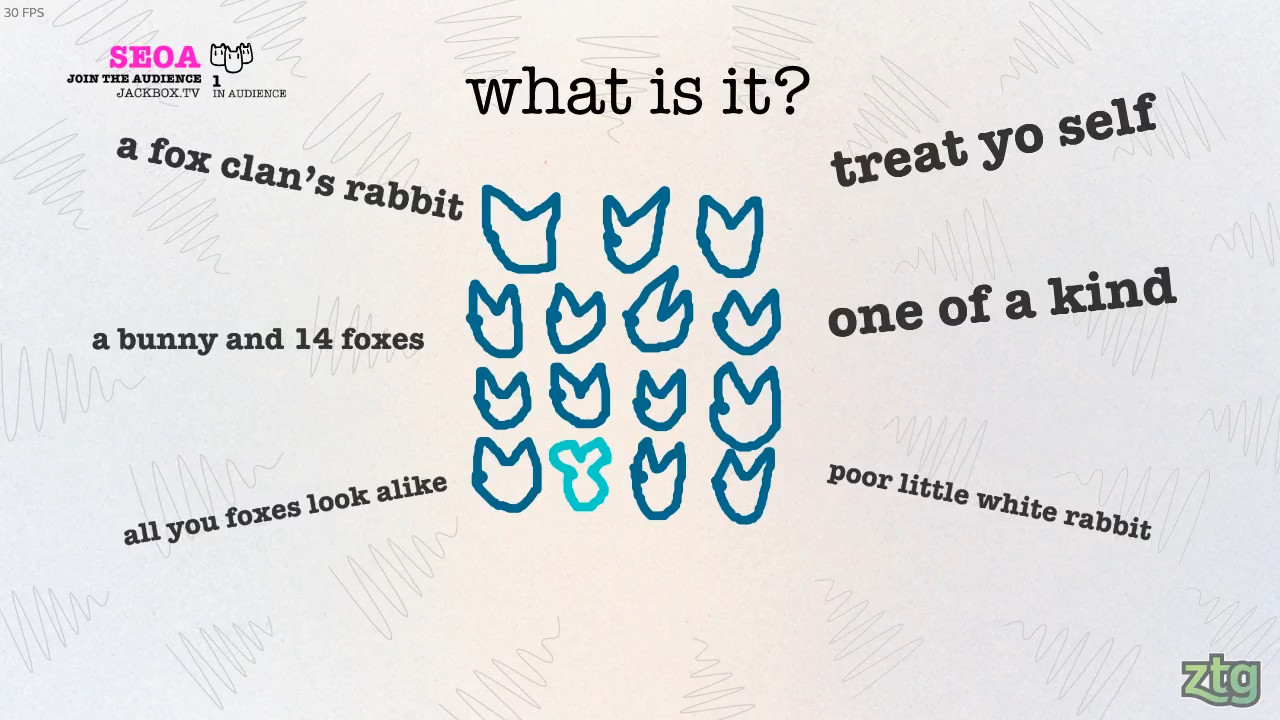 30 FPS
SEOA
JOIN THE AUDIENCE
JACKBOX.TV
1
IN AUDIENCE
what is it?
a fox clan's rabbit
treat yo self
a bunny and 14 foxes
one of a kind
all you foxes look alike
poor little white rabbit
ztg